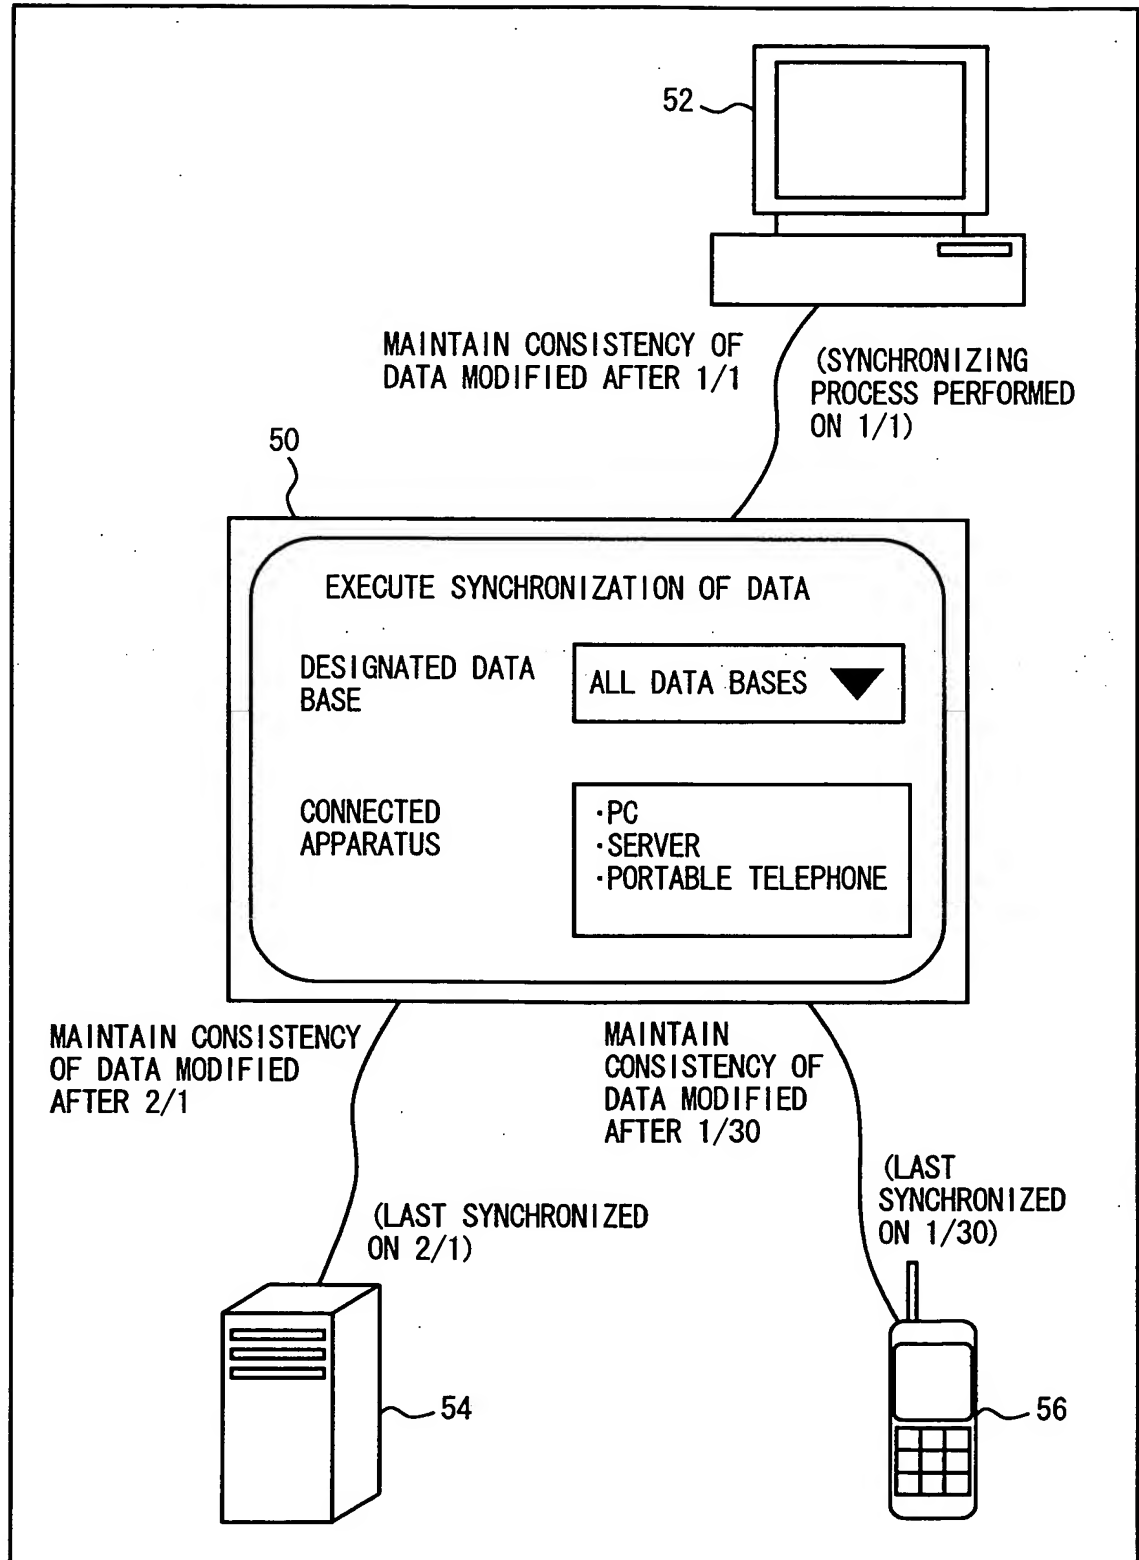 52
MAINTAIN CONSISTENCY OF
DATA MODIFIED AFTER 1/1
(SYNCHRONIZING
PROCESS PERFORMED
ON 1/1)
50
EXECUTE SYNCHRONIZATION OF DATA
DESIGNATED DATA
BASE
ALL DATA BASES
CONNECTED
APPARATUS
·PC
·SERVER
·PORTABLE TELEPHONE
MAINTAIN CONSISTENCY
OF DATA MODIFIED
AFTER 2/1
MAINTAIN
CONSISTENCY OF
DATA MODIFIED
AFTER 1/30
(LAST SYNCHRONIZED
ON 2/1)
(LAST
SYNCHRONIZED
ON 1/30)
54
56